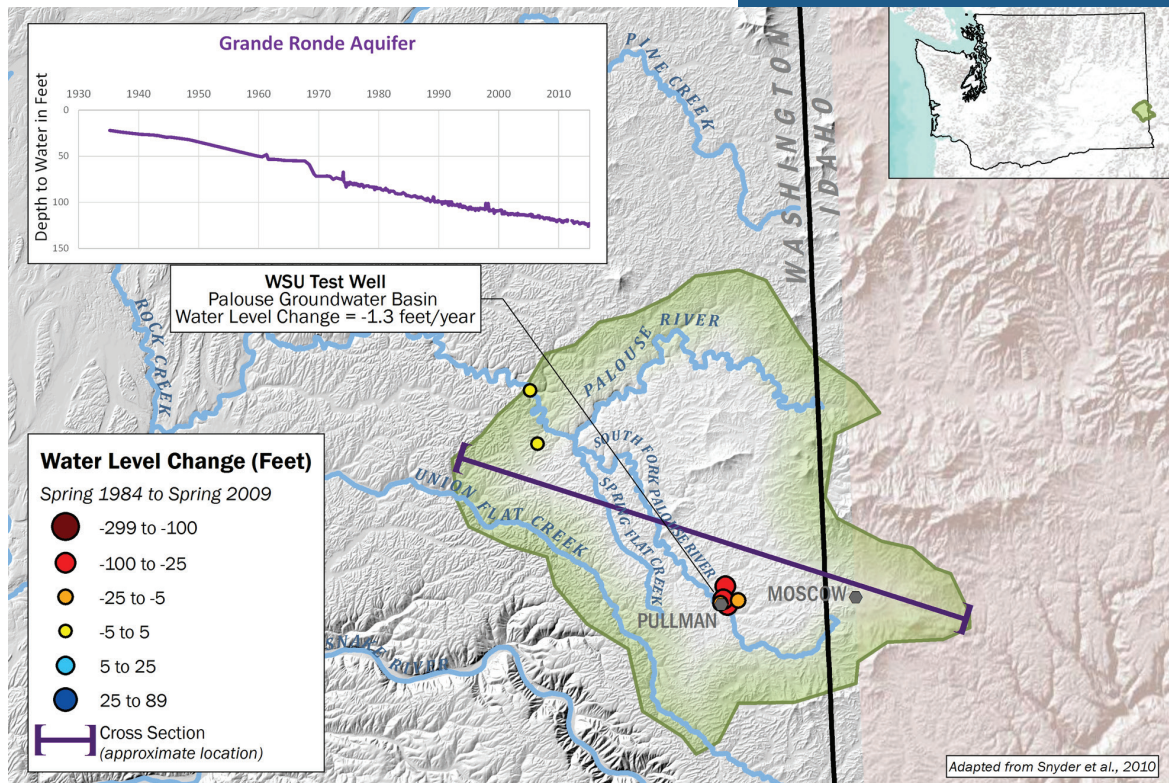 Grande Ronde Aquifer
1930 1940 1950 1960 1970 1980 1990 2000 2010
Depth to Water in Feet
0
50
100
150
WSU Test Well
Palouse Groundwater Basin
Water Level Change = -1.3 feet/year
PINE CREEK
WASHINGTON
IDAHO
ROCK CREEK
PALOUSE RIVER
SOUTH FORK PALOUSE RIVER
SPRING FLAT CREEK
UNION FLAT CREEK
SNAKE RIVER
PULLMAN
MOSCOW
Water Level Change (Feet)
Spring 1984 to Spring 2009
-299 to -100
-100 to -25
-25 to -5
-5 to 5
5 to 25
25 to 89
Cross Section
(approximate location)
Adapted from Snyder et al., 2010